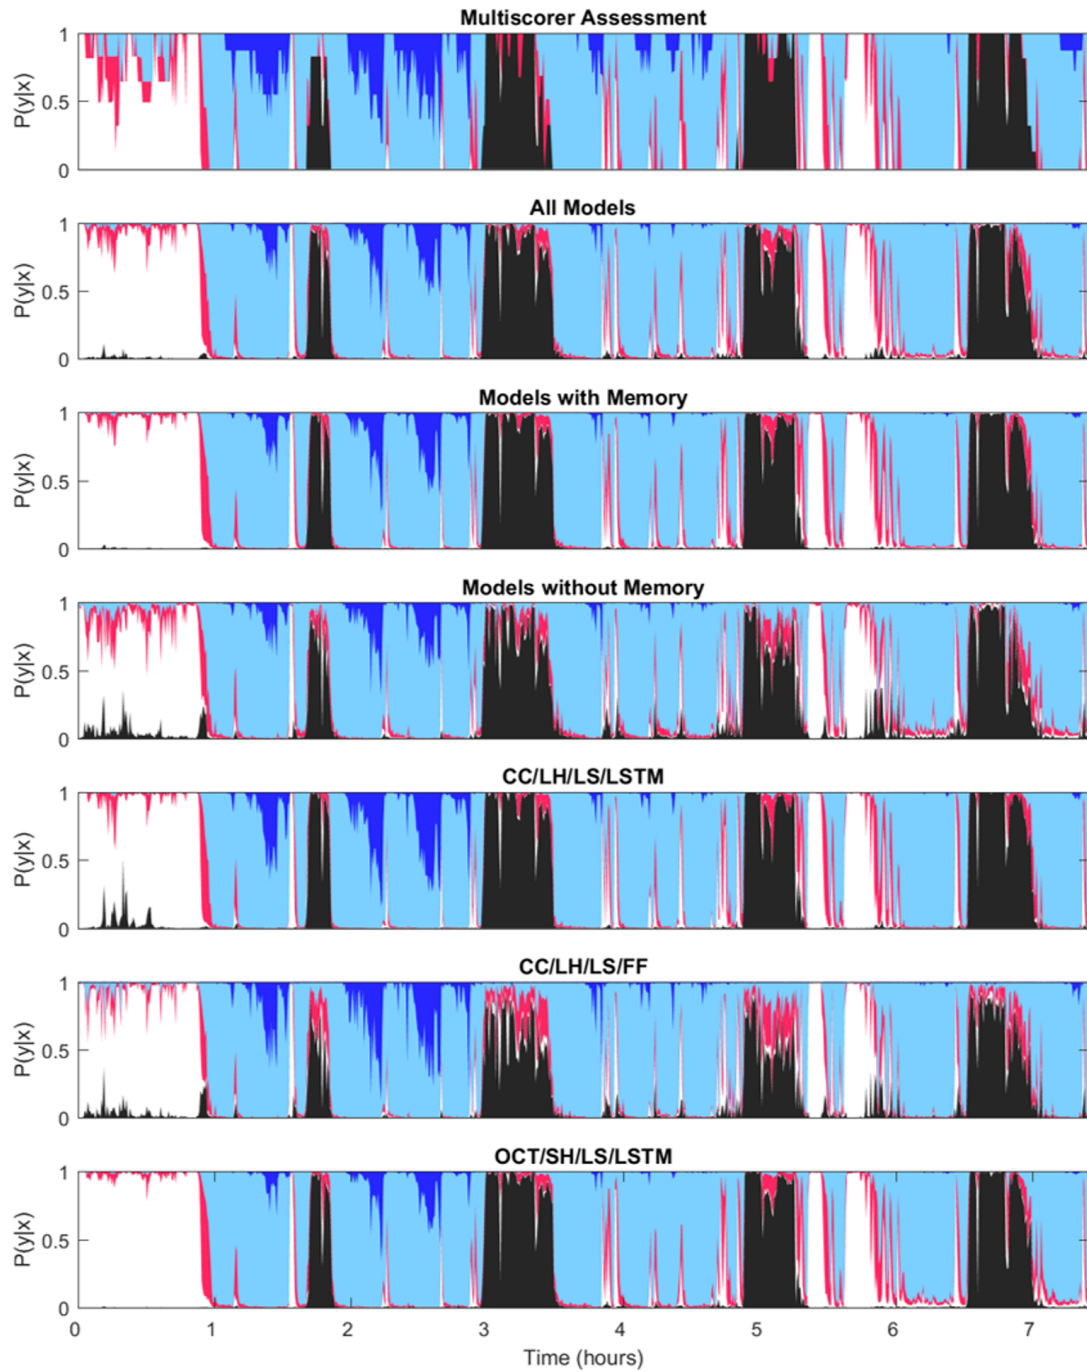 Multiscorer Assessment
1
0.5
0
P(y|x)
All Models
1
0.5
0
P(y|x)
Models with Memory
1
0.5
0
P(y|x)
Models without Memory
1
0.5
0
P(y|x)
CC/LH/LS/LSTM
1
0.5
0
P(y|x)
CC/LH/LS/FF
1
0.5
0
P(y|x)
OCT/SH/LS/LSTM
1
0.5
0
P(y|x)
0 1 2 3 4 5 6 7
Time (hours)